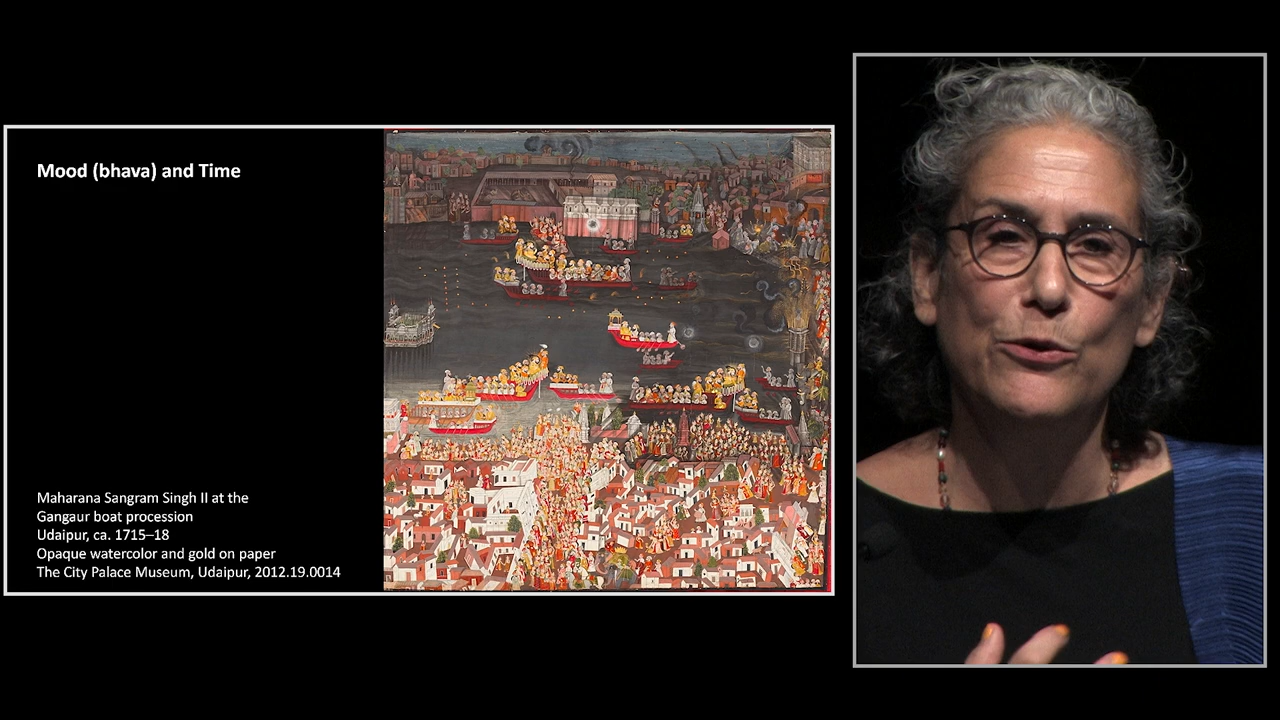 Mood (bhava) and Time
Maharana Sangram Singh II at the
Gangaur boat procession
Udaipur, ca. 1715–18
Opaque watercolor and gold on paper
The City Palace Museum, Udaipur, 2012.19.0014